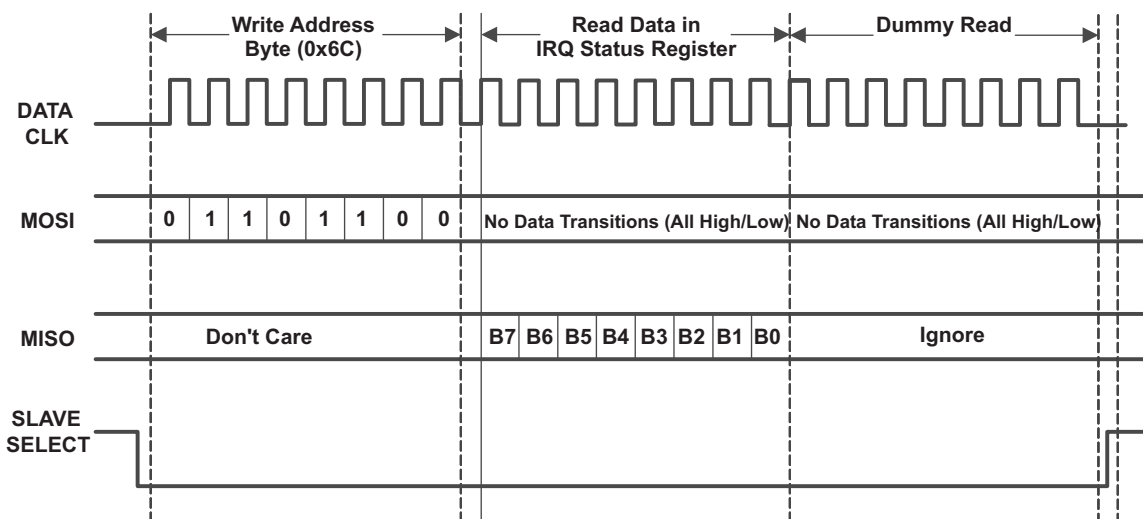 Write Address
Byte (0x6C)
Read Data in
IRQ Status Register
Dummy Read
DATA
CLK
MOSI
0 1 1 0 1 1 0 0
No Data Transitions (All High/Low)
No Data Transitions (All High/Low)
MISO
Don't Care
B7 B6 B5 B4 B3 B2 B1 B0
Ignore
SLAVE
SELECT